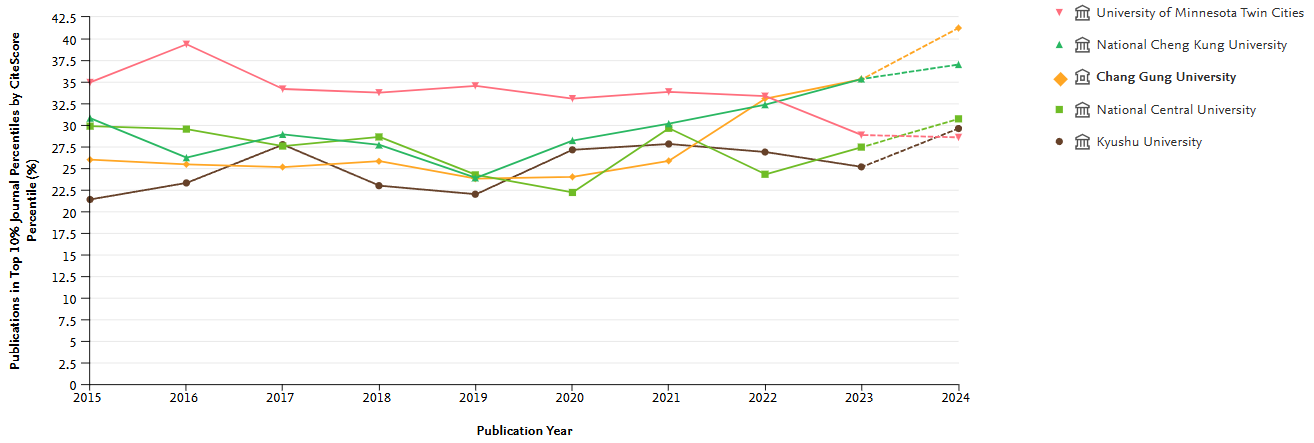 Publications in Top 10% Journal Percentiles by CiteScore
Percentile (%)
42.5
40
37.5
35
32.5
30
27.5
25
22.5
20
17.5
15
12.5
10
7.5
5
2.5
0
2015 2016 2017 2018 2019 2020 2021 2022 2023 2024
Publication Year
University of Minnesota Twin Cities
National Cheng Kung University
Chang Gung University
National Central University
Kyushu University